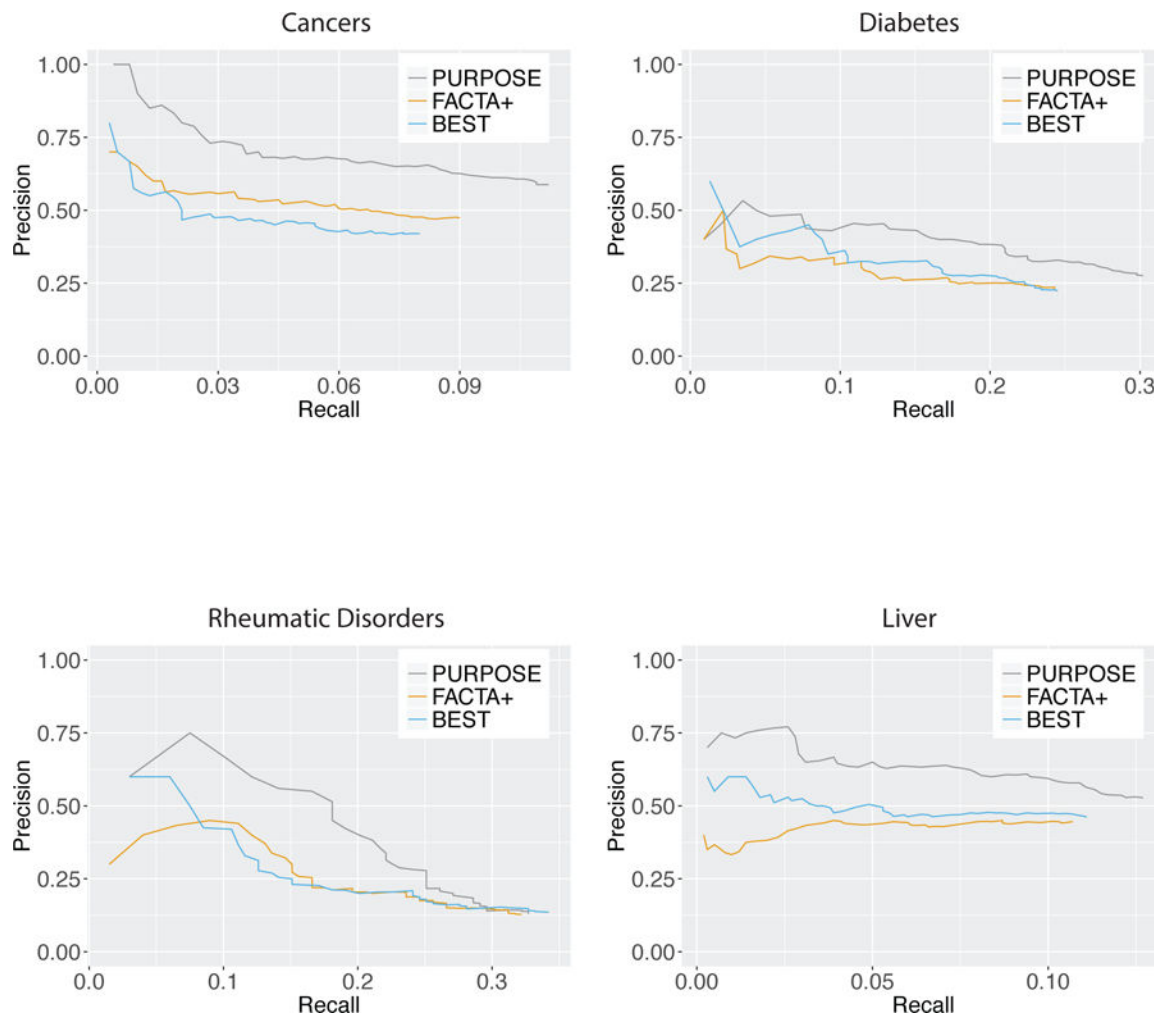 Cancers
1.00
0.75
0.50
0.25
0.00
Precision
PURPOSE
FACTA+
BEST
0.00 0.03 0.06 0.09
Recall
Diabetes
1.00
0.75
0.50
0.25
0.00
Precision
PURPOSE
FACTA+
BEST
0.0 0.1 0.2 0.3
Recall
Rheumatic Disorders
1.00
0.75
0.50
0.25
0.00
Precision
PURPOSE
FACTA+
BEST
0.0 0.1 0.2 0.3
Recall
Liver
1.00
0.75
0.50
0.25
0.00
Precision
PURPOSE
FACTA+
BEST
0.00 0.05 0.10
Recall